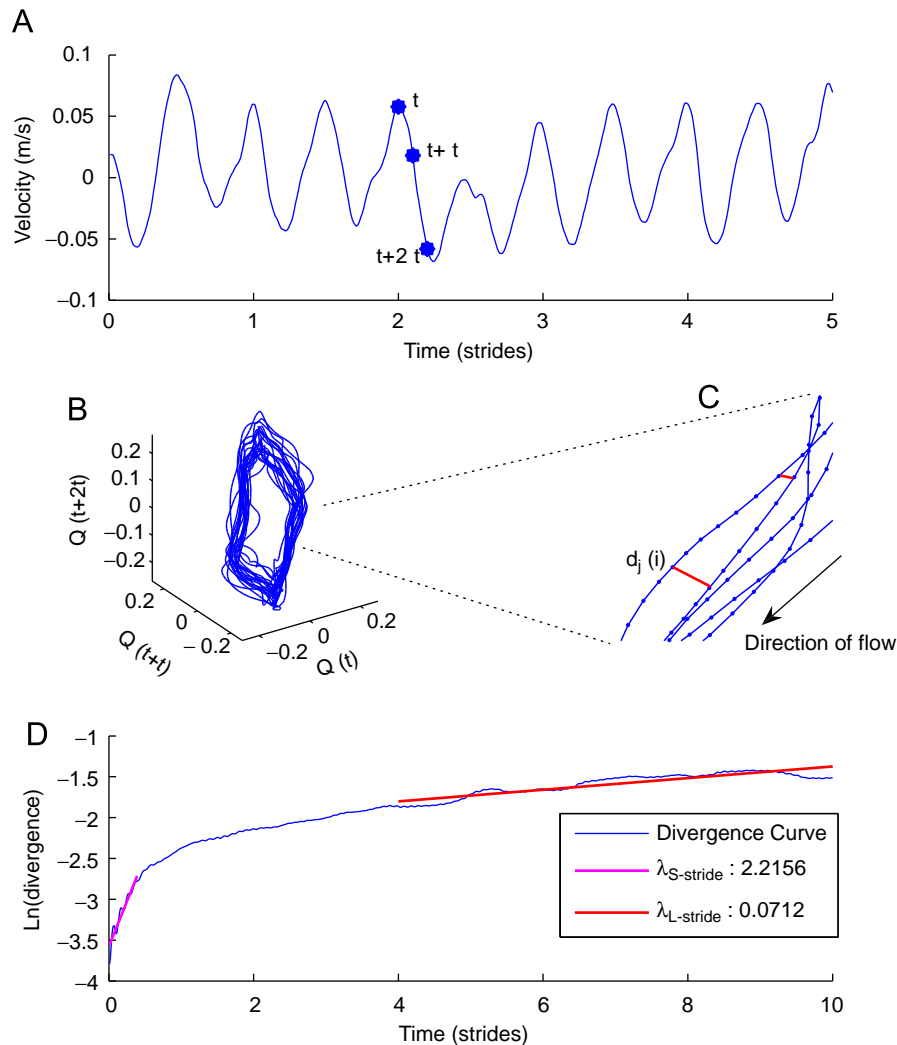 A
0.1
0.05
0
−0.05
−0.1
Velocity (m/s)
t
t+ t
t+2 t
0 1 2 3 4 5
Time (strides)
B
0.2
0.1
0
−0.1
−0.2
Q (t+2t)
0.2 0 − 0.2
Q (t+t)
−0.2 0 0.2
Q (t)
C
dj (i)
Direction of flow
D
−1
−1.5
−2
−2.5
−3
−3.5
−4
Ln(divergence)
Divergence Curve
λS-stride : 2.2156
λL-stride : 0.0712
0 2 4 6 8 10
Time (strides)